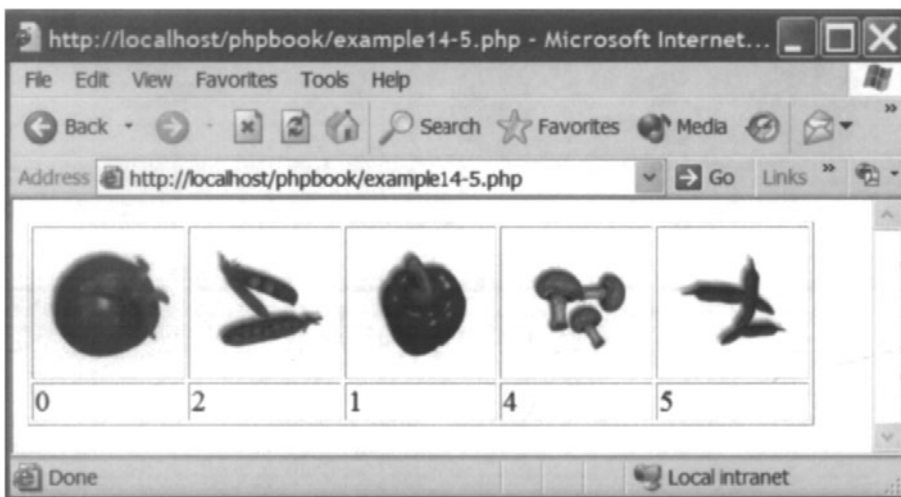 http://localhost/phpbook/example14-5.php - Microsoft Internet...
File Edit View Favorites Tools Help
Back Search Favorites Media »
Address http://localhost/phpbook/example14-5.php Go Links »
0 2 1 4 5
Done Local intranet